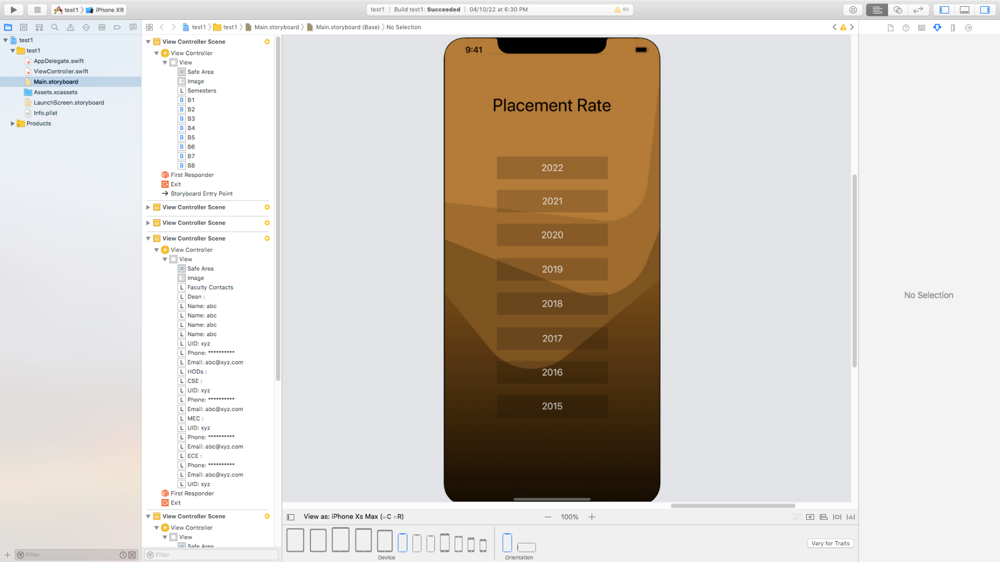 test1 iPhone XR
test1 Build test1: Succeeded 04/10/22 at 6:30 PM 65
test1 test1 Main.storyboard Main.storyboard (Base) No Selection
test1
test1
AppDelegate.swift
ViewController.swift
Main.storyboard
Assets.xcassets
LaunchScreen.storyboard
Info.plist
Products
Filter
View Controller Scene
View Controller
View
Safe Area
Image
L Semesters
B B1
B B2
B B3
B B4
B B5
B B6
B B7
B B8
First Responder
Exit
Storyboard Entry Point
View Controller Scene
View Controller Scene
View Controller Scene
View Controller
View
Safe Area
Image
L Faculty Contacts
L Dean :
L Name: abc
L Name: abc
L Name: abc
L Name: abc
L UID: xyz
L Phone: **********
L Email: abc@xyz.com
L HODs :
L CSE :
L UID: xyz
L Phone: **********
L Email: abc@xyz.com
L MEC :
L UID: xyz
L Phone: **********
L Email: abc@xyz.com
L ECE :
L Phone: **********
L Email: abc@xyz.com
L UID: xyz
First Responder
Exit
View Controller Scene
View Controller
View
Safe Area
Filter
9:41
Placement Rate
2022
2021
2020
2019
2018
2017
2016
2015
View as: iPhone Xs Max (wC hR)
100%
Device
Orientation
Vary for Traits
No Selection